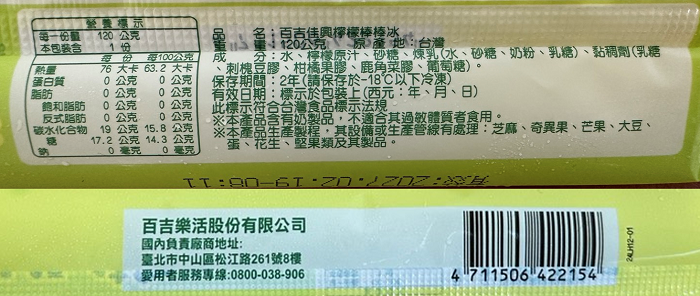 營養標示
每一份量 120 公克
本包裝含 1 份
每份 每100公克
熱量 76 大卡 63.2 大卡
蛋白質 0 公克 0 公克
脂肪 0 公克 0 公克
飽和脂肪 0 公克 0 公克
反式脂肪 0 公克 0 公克
碳水化合物 19 公克 15.8 公克
糖 17.2 公克 14.3 公克
鈉 0 毫克 0 毫克
品名:百吉佳興檸檬棒棒冰
重量:120公克 原產地:台灣
成分:水、檸檬原汁、砂糖、煉乳(水、砂糖、奶粉、乳糖)、黏稠劑(乳糖
、刺槐豆膠、柑橘果膠、鹿角菜膠、葡萄糖)。
保存期間:2年(請保存於-18℃以下冷凍)
有效日期:標示於包裝上(西元:年、月、日)
此標示符合台灣食品標示法規
※本產品含有奶製品,不適合其過敏體質者食用。
※本產品生產製程,其設備或生產管線有處理:芝麻、奇異果、芒果、大豆、
蛋、花生、堅果類及其製品。
有效:2027.02.19-08:11
百吉樂活股份有限公司
國內負責廠商地址:
臺北市中山區松江路261號8樓
愛用者服務專線:0800-038-906
4 711506 422154
24LH12-01